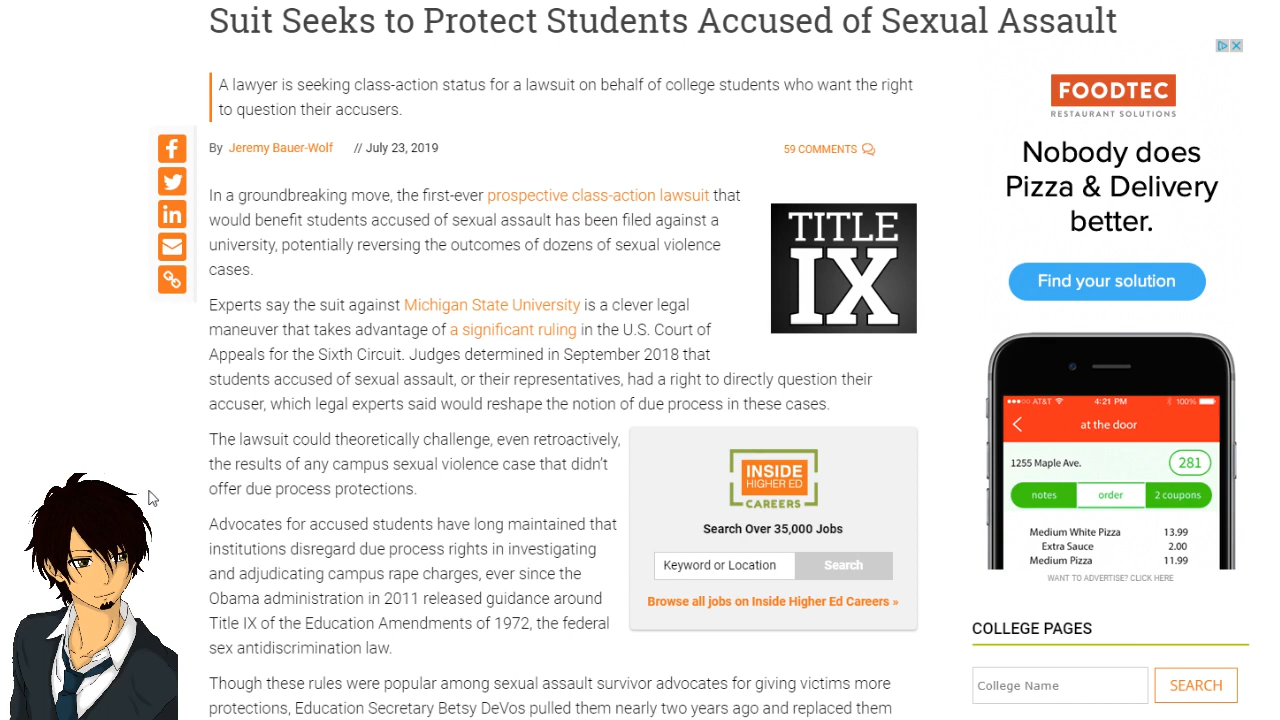 Suit Seeks to Protect Students Accused of Sexual Assault
A lawyer is seeking class-action status for a lawsuit on behalf of college students who want the right
to question their accusers.
By Jeremy Bauer-Wolf // July 23, 2019
59 COMMENTS
In a groundbreaking move, the first-ever prospective class-action lawsuit that
would benefit students accused of sexual assault has been filed against a
university, potentially reversing the outcomes of dozens of sexual violence
cases.
TITLE
IX
Experts say the suit against Michigan State University is a clever legal
maneuver that takes advantage of a significant ruling in the U.S. Court of
Appeals for the Sixth Circuit. Judges determined in September 2018 that
students accused of sexual assault, or their representatives, had a right to directly question their
accuser, which legal experts said would reshape the notion of due process in these cases.
The lawsuit could theoretically challenge, even retroactively,
the results of any campus sexual violence case that didn't
offer due process protections.
Advocates for accused students have long maintained that
institutions disregard due process rights in investigating
and adjudicating campus rape charges, ever since the
Obama administration in 2011 released guidance around
Title IX of the Education Amendments of 1972, the federal
sex antidiscrimination law.
INSIDE
HIGHER ED
CAREERS
Search Over 35,000 Jobs
Keyword or Location
Search
Browse all jobs on Inside Higher Ed Careers »
Though these rules were popular among sexual assault survivor advocates for giving victims more
protections, Education Secretary Betsy DeVos pulled them nearly two years ago and replaced them
FOODTEC
RESTAURANT SOLUTIONS
Nobody does
Pizza & Delivery
better.
Find your solution
AT&T 4:21 PM 100%
at the door
1255 Maple Ave. 281
notes order 2 coupons
Medium White Pizza 13.99
Extra Sauce 2.00
Medium Pizza 11.99
WANT TO ADVERTISE? CLICK HERE
COLLEGE PAGES
College Name
SEARCH